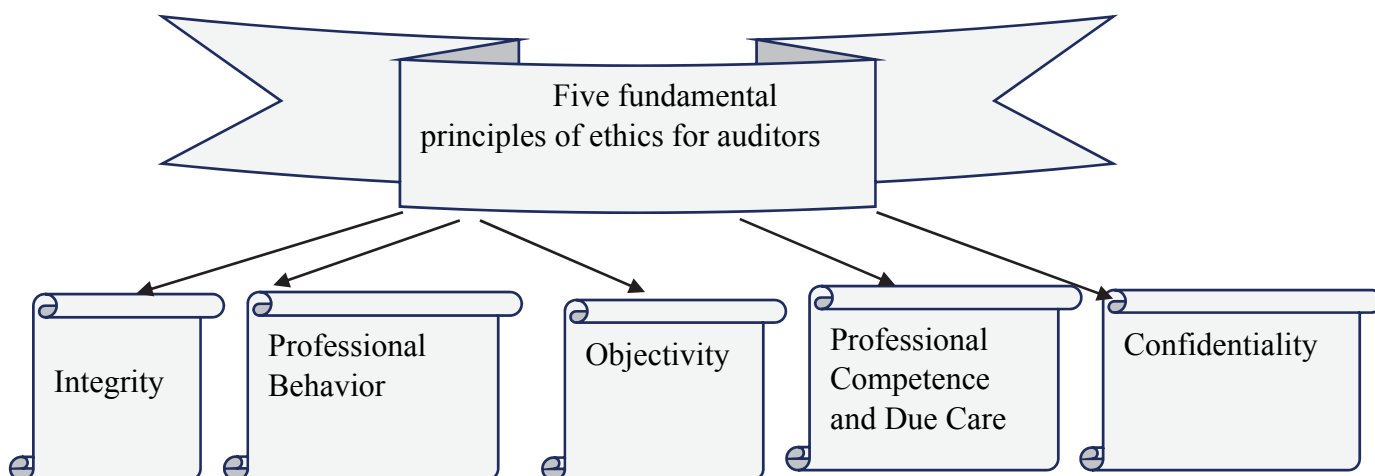 Five fundamental
principles of ethics for auditors
Integrity
Professional
Behavior
Objectivity
Professional
Competence
and Due Care
Confidentiality